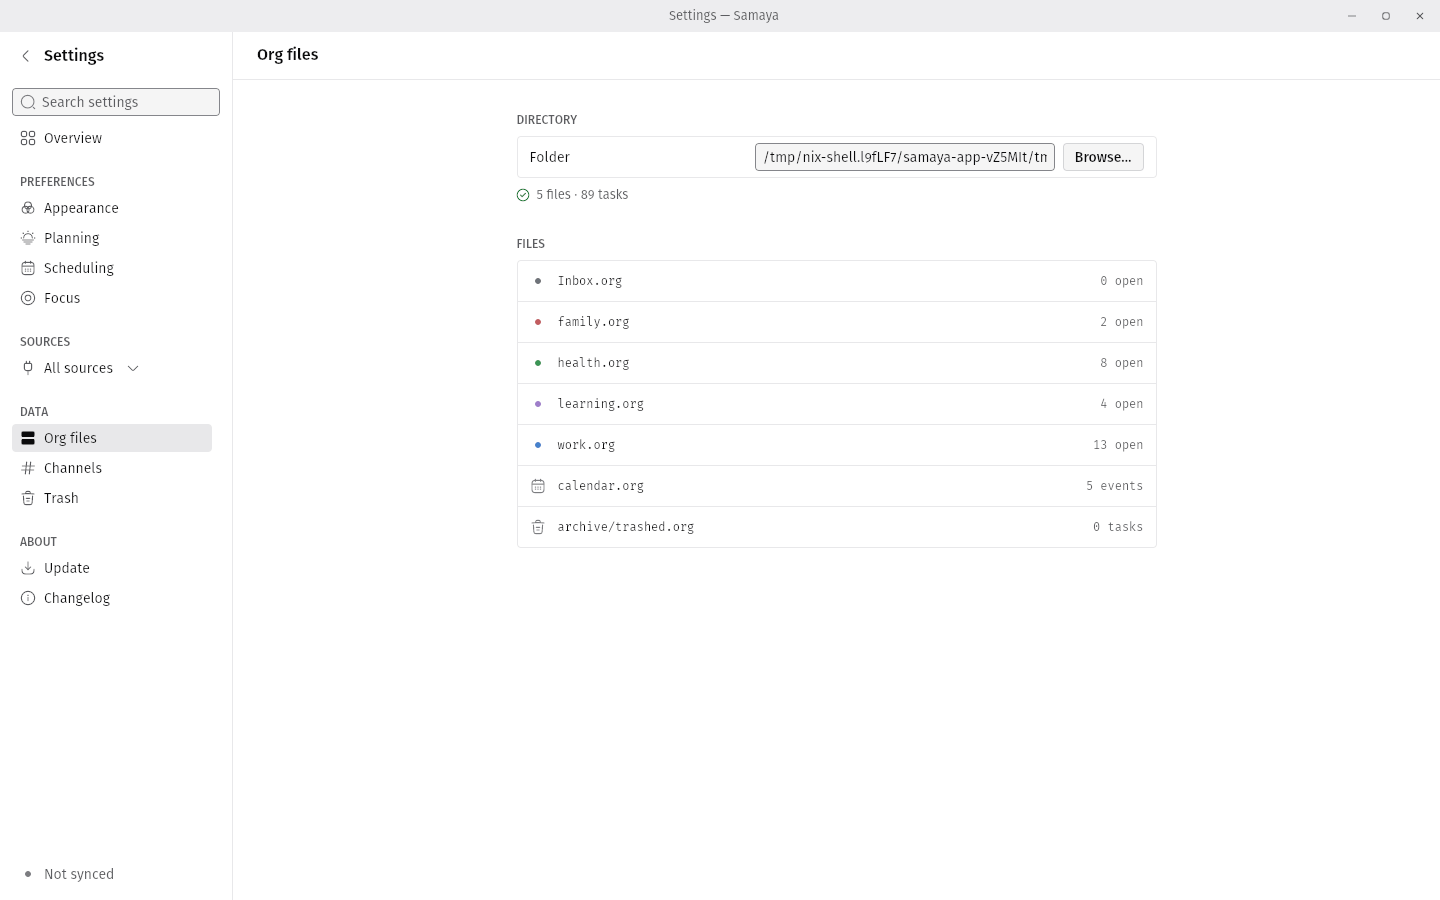 Settings — Samaya
Settings
Search settings
Overview
PREFERENCES
Appearance
Planning
Scheduling
Focus
SOURCES
All sources
DATA
Org files
Channels
Trash
ABOUT
Update
Changelog
Not synced
Org files
DIRECTORY
Folder /tmp/nix-shell.l9fLF7/samaya-app-vZ5MIt/tm Browse...
5 files · 89 tasks
FILES
Inbox.org 0 open
family.org 2 open
health.org 8 open
learning.org 4 open
work.org 13 open
calendar.org 5 events
archive/trashed.org 0 tasks